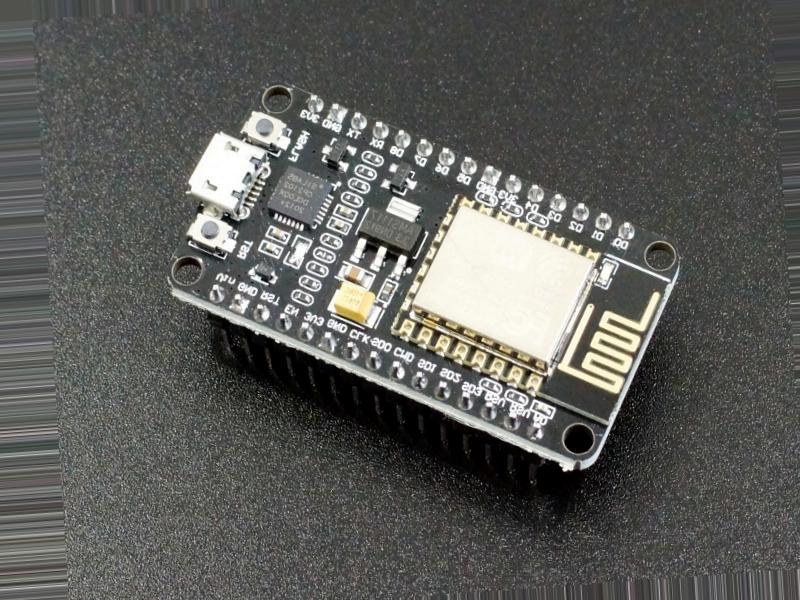 3V3 GND TX RX D8 D7 D6 D5 GND 3V3 D4 D3 D2 D1 D0
FLASH
RST
Vin GND RST EN 3V3 GND CLK SD0 CMD SD1 SD2 SD3 RSV RSV A0